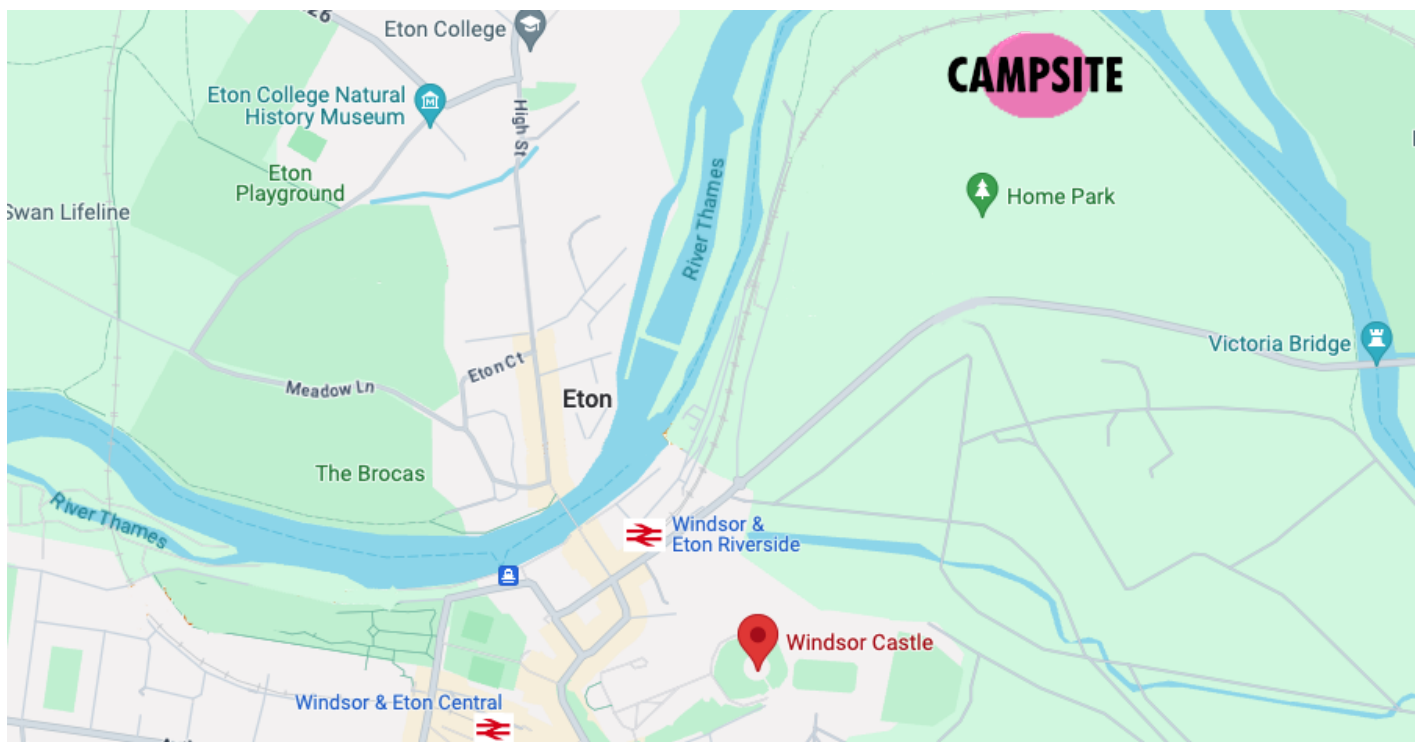 Eton College
CAMPSITE
Eton College Natural
History Museum
High St
Eton
Playground
Home Park
Swan Lifeline
River Thames
Victoria Bridge
Eton Ct
Meadow Ln
Eton
The Brocas
River Thames
Windsor &
Eton Riverside
Windsor Castle
Windsor & Eton Central